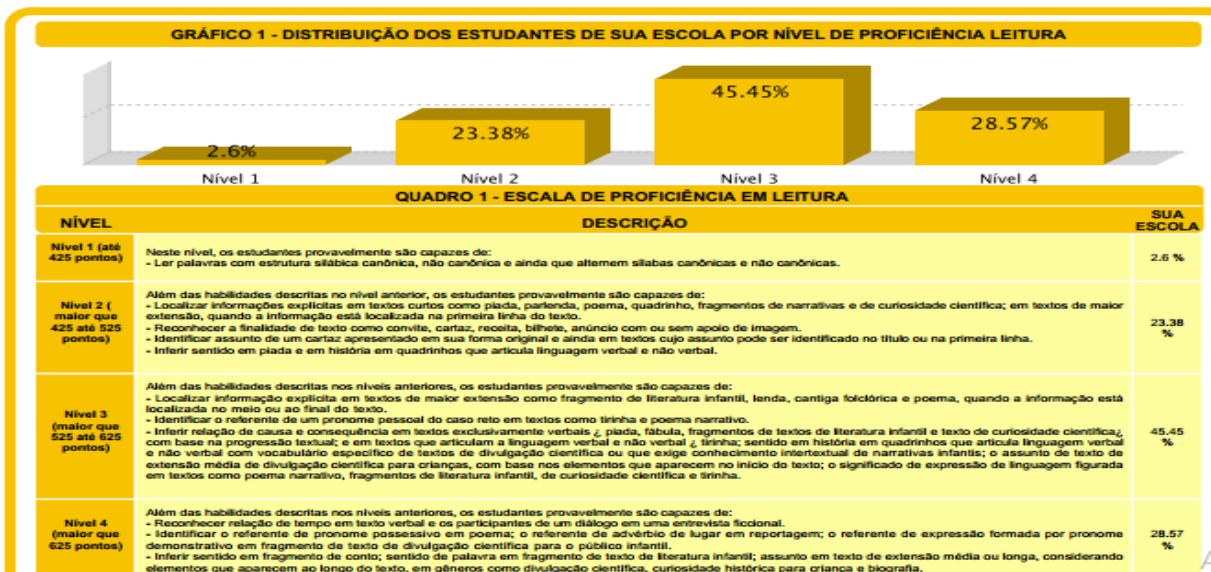 GRÁFICO 1 - DISTRIBUIÇÃO DOS ESTUDANTES DE SUA ESCOLA POR NÍVEL DE PROFICIÊNCIA LEITURA
2.6%
23.38%
45.45%
28.57%
Nível 1
Nível 2
Nível 3
Nível 4
QUADRO 1 - ESCALA DE PROFICIÊNCIA EM LEITURA
NÍVEL
DESCRIÇÃO
SUA
ESCOLA
Nível 1 (até
425 pontos)
Neste nível, os estudantes provavelmente são capazes de:
- Ler palavras com estrutura silábica canônica, não canônica e ainda que alternem sílabas canônicas e não canônicas.
2.6 %
Nível 2 (
maior que
425 até 525
pontos)
Além das habilidades descritas no nível anterior, os estudantes provavelmente são capazes de:
- Localizar informações explícitas em textos curtos como piada, parlenda, poema, quadrinho, fragmentos de narrativas e de curiosidade científica; em textos de maior
extensão, quando a informação está localizada na primeira linha do texto.
- Reconhecer a finalidade de texto como convite, cartaz, receita, bilhete, anúncio com ou sem apoio de imagem.
- Identificar assunto de um cartaz apresentado em sua forma original e ainda em textos cujo assunto pode ser identificado no título ou na primeira linha.
- Inferir sentido em piada e em história em quadrinhos que articula linguagem verbal e não verbal.
23.38
%
Nível 3
(maior que
525 até 625
pontos)
Além das habilidades descritas nos níveis anteriores, os estudantes provavelmente são capazes de:
- Localizar informação explícita em textos de maior extensão como fragmento de literatura infantil, lenda, cantiga folclórica e poema, quando a informação está
localizada no meio ou ao final do texto.
- Identificar o referente de um pronome pessoal do caso reto em textos como tirinha e poema narrativo.
- Inferir relação de causa e consequência em textos exclusivamente verbais ¿ piada, fábula, fragmentos de textos de literatura infantil e texto de curiosidade científica¿
com base na progressão textual; e em textos que articulam a linguagem verbal e não verbal ¿ tirinha; sentido em história em quadrinhos que articula linguagem verbal
e não verbal com vocabulário específico de textos de divulgação científica ou que exige conhecimento intertextual de narrativas infantis; o assunto de texto de
extensão média de divulgação científica para crianças, com base nos elementos que aparecem no início do texto; o significado de expressão de linguagem figurada
em textos como poema narrativo, fragmentos de literatura infantil, de curiosidade científica e tirinha.
45.45
%
Nível 4
(maior que
625 pontos)
Além das habilidades descritas nos níveis anteriores, os estudantes provavelmente são capazes de:
- Reconhecer relação de tempo em texto verbal e os participantes de um diálogo em uma entrevista ficcional.
- Identificar o referente de pronome possessivo em poema; o referente de advérbio de lugar em reportagem; o referente de expressão formada por pronome
demonstrativo em fragmento de texto de divulgação científica para o público infantil.
- Inferir sentido em fragmento de conto; sentido de palavra em fragmento de texto de literatura infantil; assunto em texto de extensão média ou longa, considerando
elementos que aparecem ao longo do texto, em gêneros como divulgação científica, curiosidade histórica para criança e biografia.
28.57
%